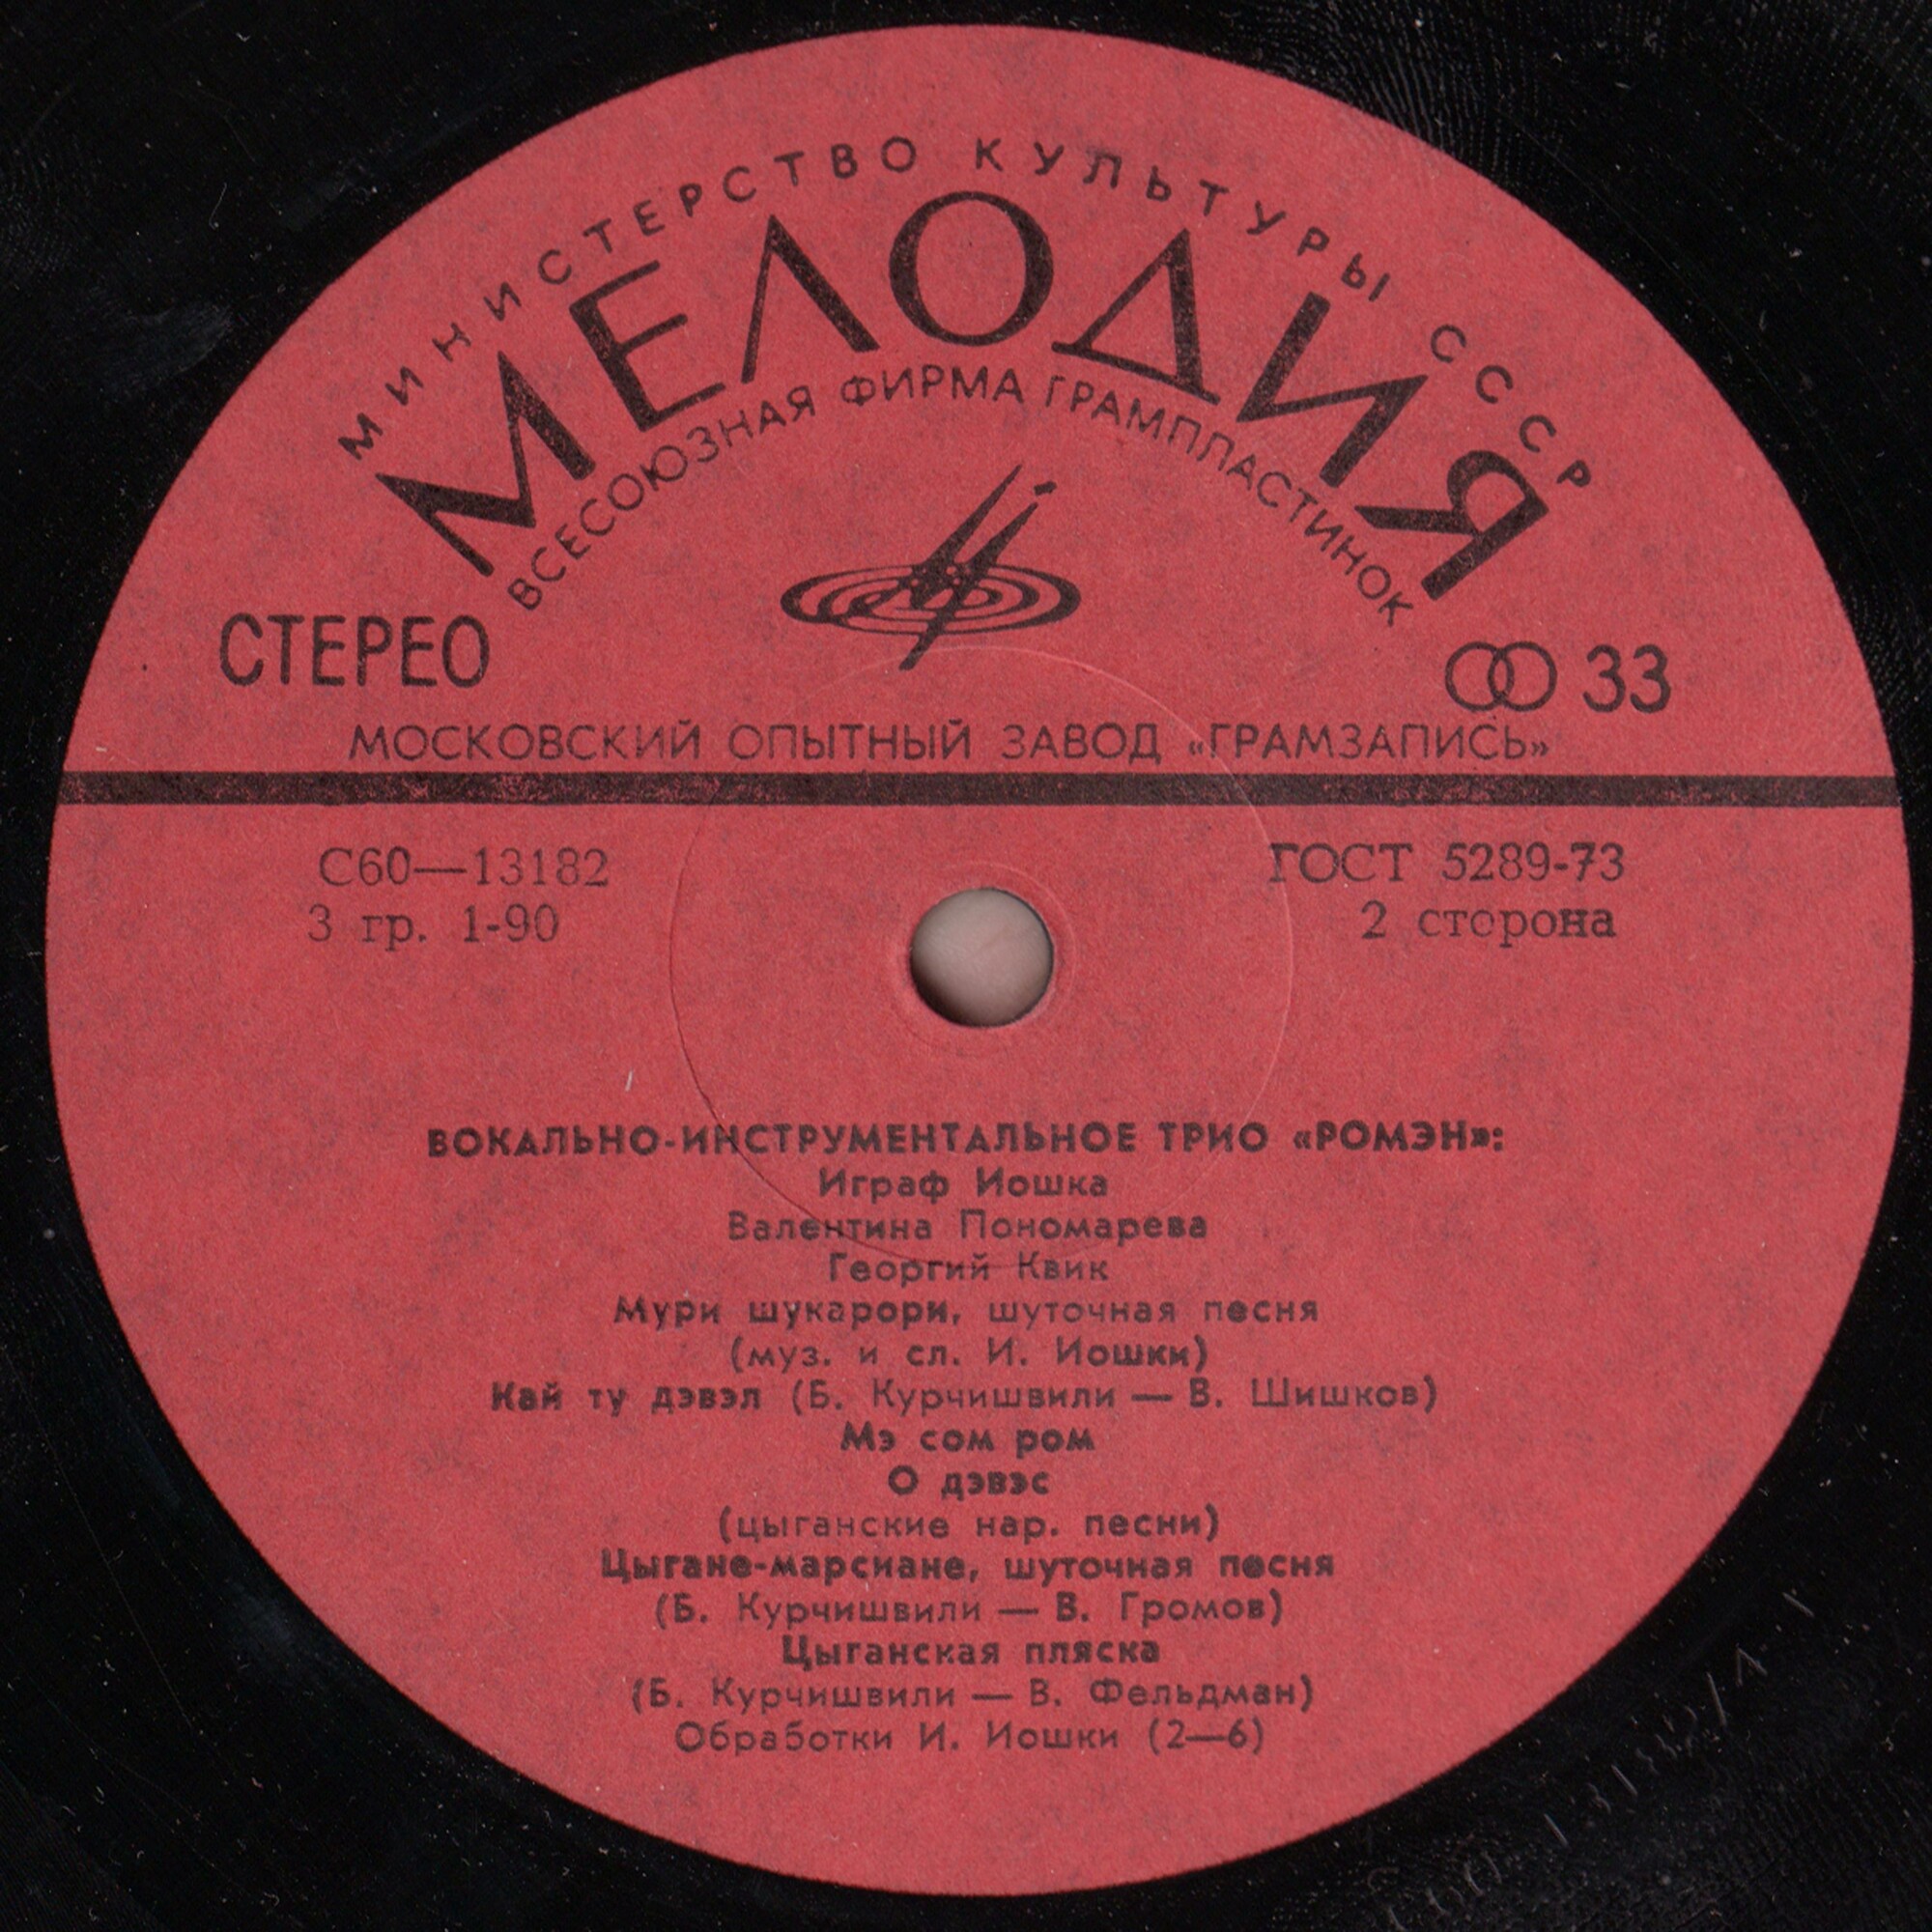 МИНИСТЕРСТВО КУЛЬТУРЫ СССР
МЕЛОДИЯ
ВСЕСОЮЗНАЯ ФИРМА ГРАМПЛАСТИНОК
СТЕРЕО
33
МОСКОВСКИЙ ОПЫТНЫЙ ЗАВОД «ГРАМЗАПИСЬ»
С60—13182
ГОСТ 5289-73
3 гр. 1-90
2 сторона
ВОКАЛЬНО-ИНСТРУМЕНТАЛЬНОЕ ТРИО «РОМЭН»:
Играф Иошка
Валентина Пономарева
Георгий Квик
Мури шукарори, шуточная песня
(муз. и сл. И. Иошки)
Кай ту дэвэл (Б. Курчишвили — В. Шишков)
Мэ сом ром
О дэвэс
(цыганские нар. песни)
Цыгане-марсиане, шуточная песня
(Б. Курчишвили — В. Громов)
Цыганская пляска
(Б. Курчишвили — В. Фельдман)
Обработки И. Иошки (2—6)